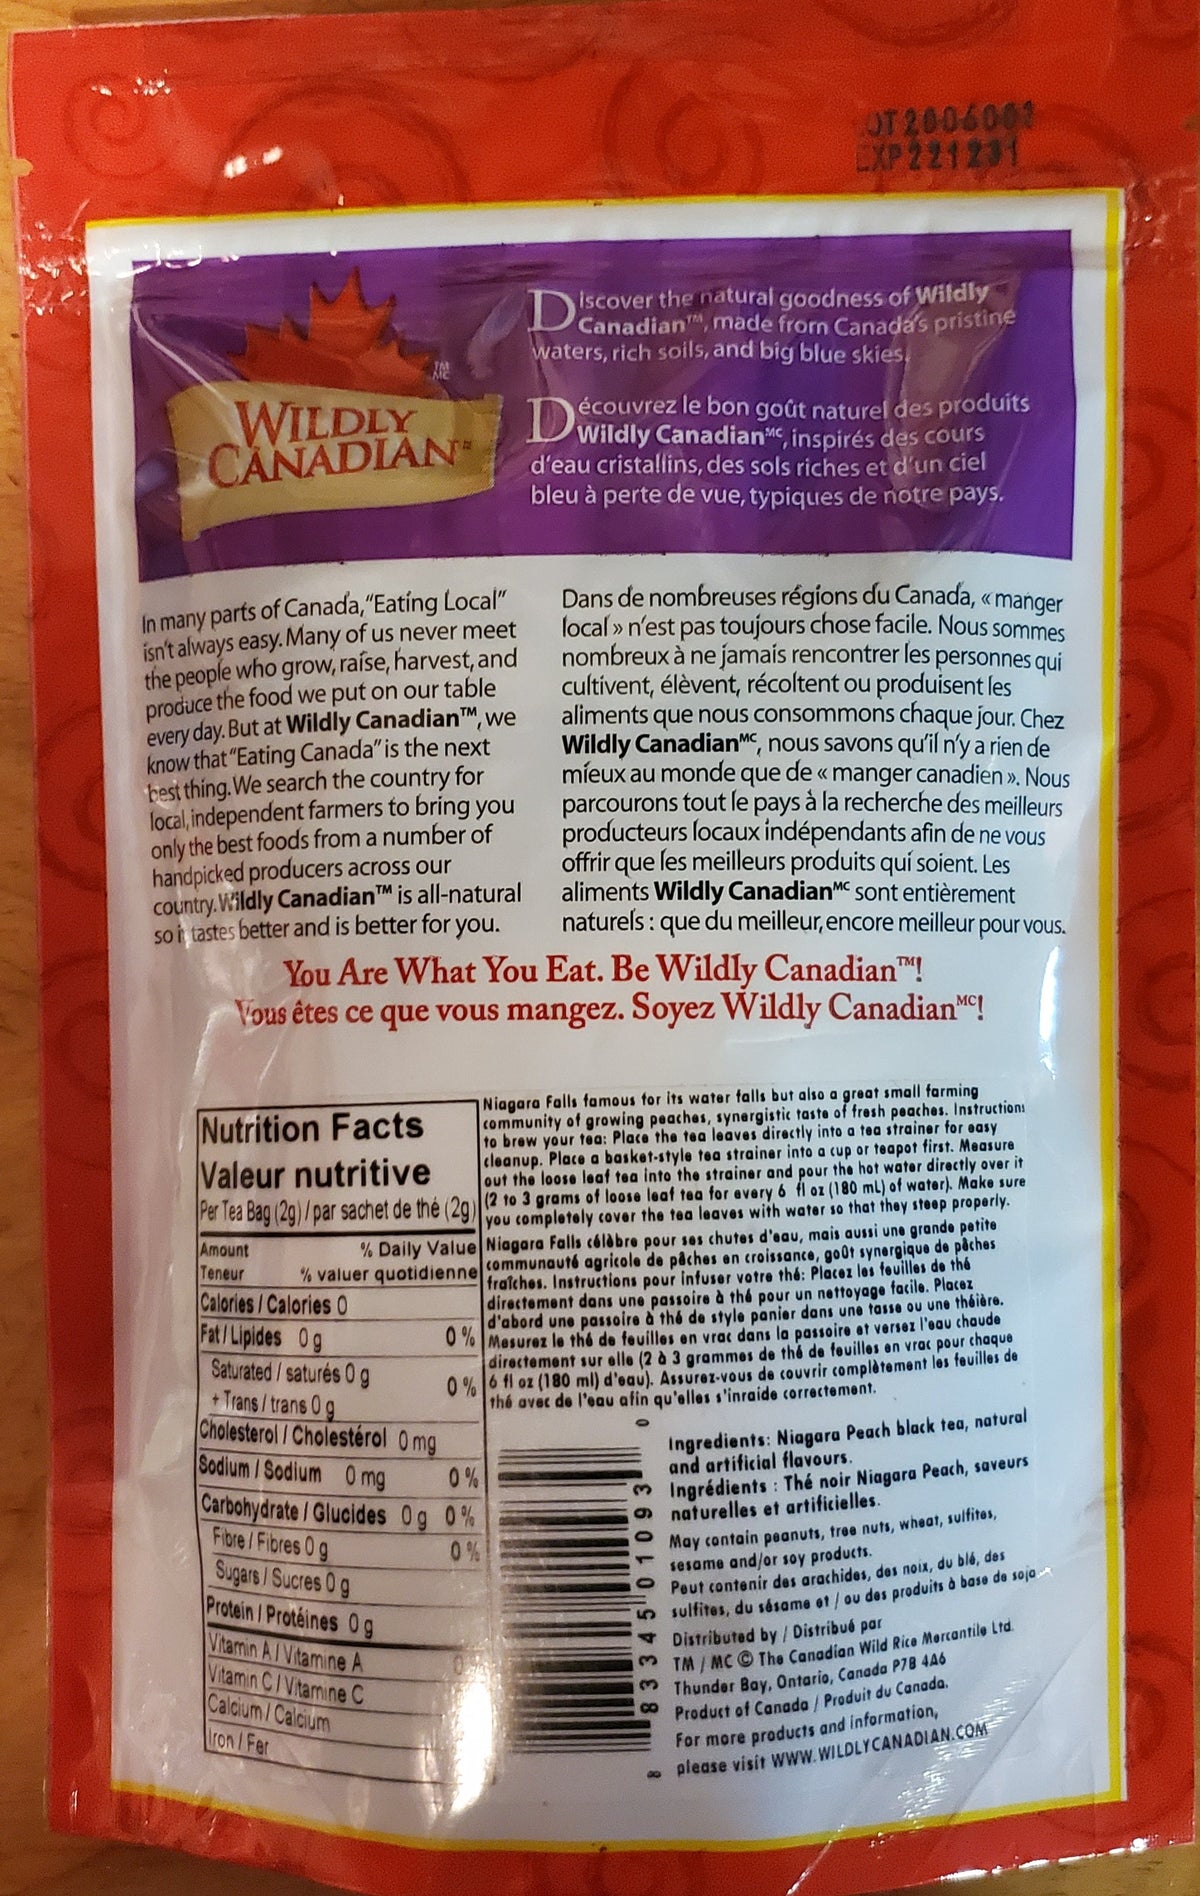 LOT 2006001
EXP 221231
Discover the natural goodness of Wildly
Canadian™, made from Canada's pristine
waters, rich soils, and big blue skies.
TM
MC
WILDLY
CANADIAN
Découvrez le bon goût naturel des produits
Wildly Canadianᴹᶜ, inspirés des cours
d'eau cristallins, des sols riches et d'un ciel
bleu à perte de vue, typiques de notre pays.
In many parts of Canada, "Eating Local"
isn't always easy. Many of us never meet
the people who grow, raise, harvest, and
produce the food we put on our table
every day. But at Wildly Canadian™, we
know that "Eating Canada" is the next
best thing. We search the country for
local, independent farmers to bring you
only the best foods from a number of
handpicked producers across our
country. Wildly Canadian™ is all-natural
so it tastes better and is better for you.
Dans de nombreuses régions du Canada, « manger
local » n'est pas toujours chose facile. Nous sommes
nombreux à ne jamais rencontrer les personnes qui
cultivent, élèvent, récoltent ou produisent les
aliments que nous consommons chaque jour. Chez
Wildly Canadianᴹᶜ, nous savons qu'il n'y a rien de
mieux au monde que de « manger canadien ». Nous
parcourons tout le pays à la recherche des meilleurs
producteurs locaux indépendants afin de ne vous
offrir que les meilleurs produits qui soient. Les
aliments Wildly Canadianᴹᶜ sont entièrement
naturels : que du meilleur, encore meilleur pour vous.
You Are What You Eat. Be Wildly Canadian™!
Vous êtes ce que vous mangez. Soyez Wildly Canadianᴹᶜ!
Nutrition Facts
Valeur nutritive
Per Tea Bag (2g) / par sachet de thé (2g)
Amount % Daily Value
Teneur % valuer quotidienne
Calories / Calories 0
Fat / Lipides 0 g 0 %
Saturated / saturés 0 g
+ Trans / trans 0 g 0 %
Cholesterol / Cholestérol 0 mg
Sodium / Sodium 0 mg 0 %
Carbohydrate / Glucides 0 g 0 %
Fibre / Fibres 0 g 0 %
Sugars / Sucres 0 g
Protein / Protéines 0 g
Vitamin A / Vitamine A 0
Vitamin C / Vitamine C
Calcium / Calcium
Iron / Fer
Niagara Falls famous for its water falls but also a great small farming
community of growing peaches, synergistic taste of fresh peaches. Instructions
to brew your tea: Place the tea leaves directly into a tea strainer for easy
cleanup. Place a basket-style tea strainer into a cup or teapot first. Measure
out the loose leaf tea into the strainer and pour the hot water directly over it
(2 to 3 grams of loose leaf tea for every 6 fl oz (180 mL) of water). Make sure
you completely cover the tea leaves with water so that they steep properly.
Niagara Falls célèbre pour ses chutes d'eau, mais aussi une grande petite
communauté agricole de pêches en croissance, goût synergique de pêches
fraîches. Instructions pour infuser votre thé: Placez les feuilles de thé
directement dans une passoire à thé pour un nettoyage facile. Placez
d'abord une passoire à thé de style panier dans une tasse ou une théière.
Mesurez le thé de feuilles en vrac dans la passoire et versez l'eau chaude
directement sur elle (2 à 3 grammes de thé de feuilles en vrac pour chaque
6 fl oz (180 ml) d'eau). Assurez-vous de couvrir complètement les feuilles de
thé avec de l'eau afin qu'elles s'inraide correctement.
8 83345 01093 0
Ingredients: Niagara Peach black tea, natural
and artificial flavours.
Ingrédients : Thé noir Niagara Peach, saveurs
naturelles et artificielles.
May contain peanuts, tree nuts, wheat, sulfites,
sesame and/or soy products.
Peut contenir des arachides, des noix, du blé, des
sulfites, du sésame et / ou des produits à base de soja.
Distributed by / Distribué par
TM / MC © The Canadian Wild Rice Mercantile Ltd.
Thunder Bay, Ontario, Canada P7B 4A6
Product of Canada / Produit du Canada.
For more products and information,
please visit WWW.WILDLYCANADIAN.COM